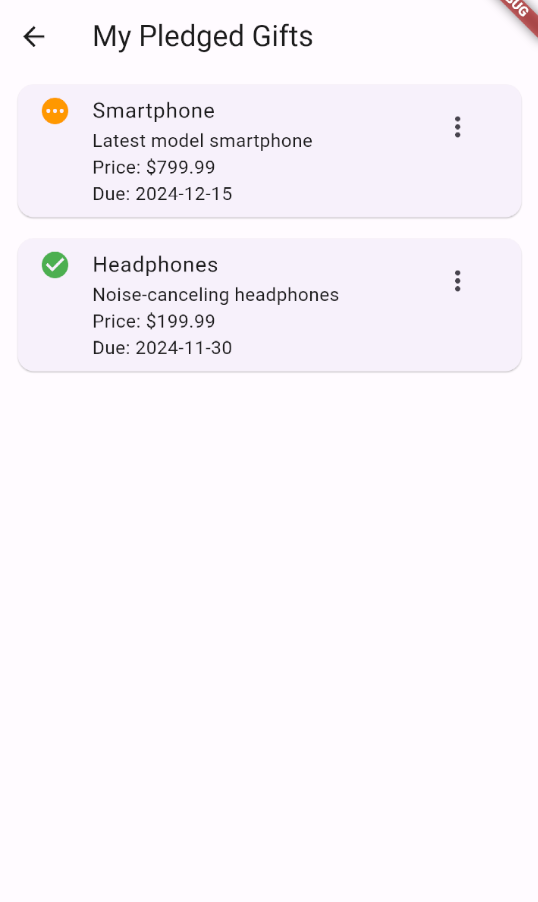 My Pledged Gifts
Smartphone
Latest model smartphone
Price: $799.99
Due: 2024-12-15
Headphones
Noise-canceling headphones
Price: $199.99
Due: 2024-11-30